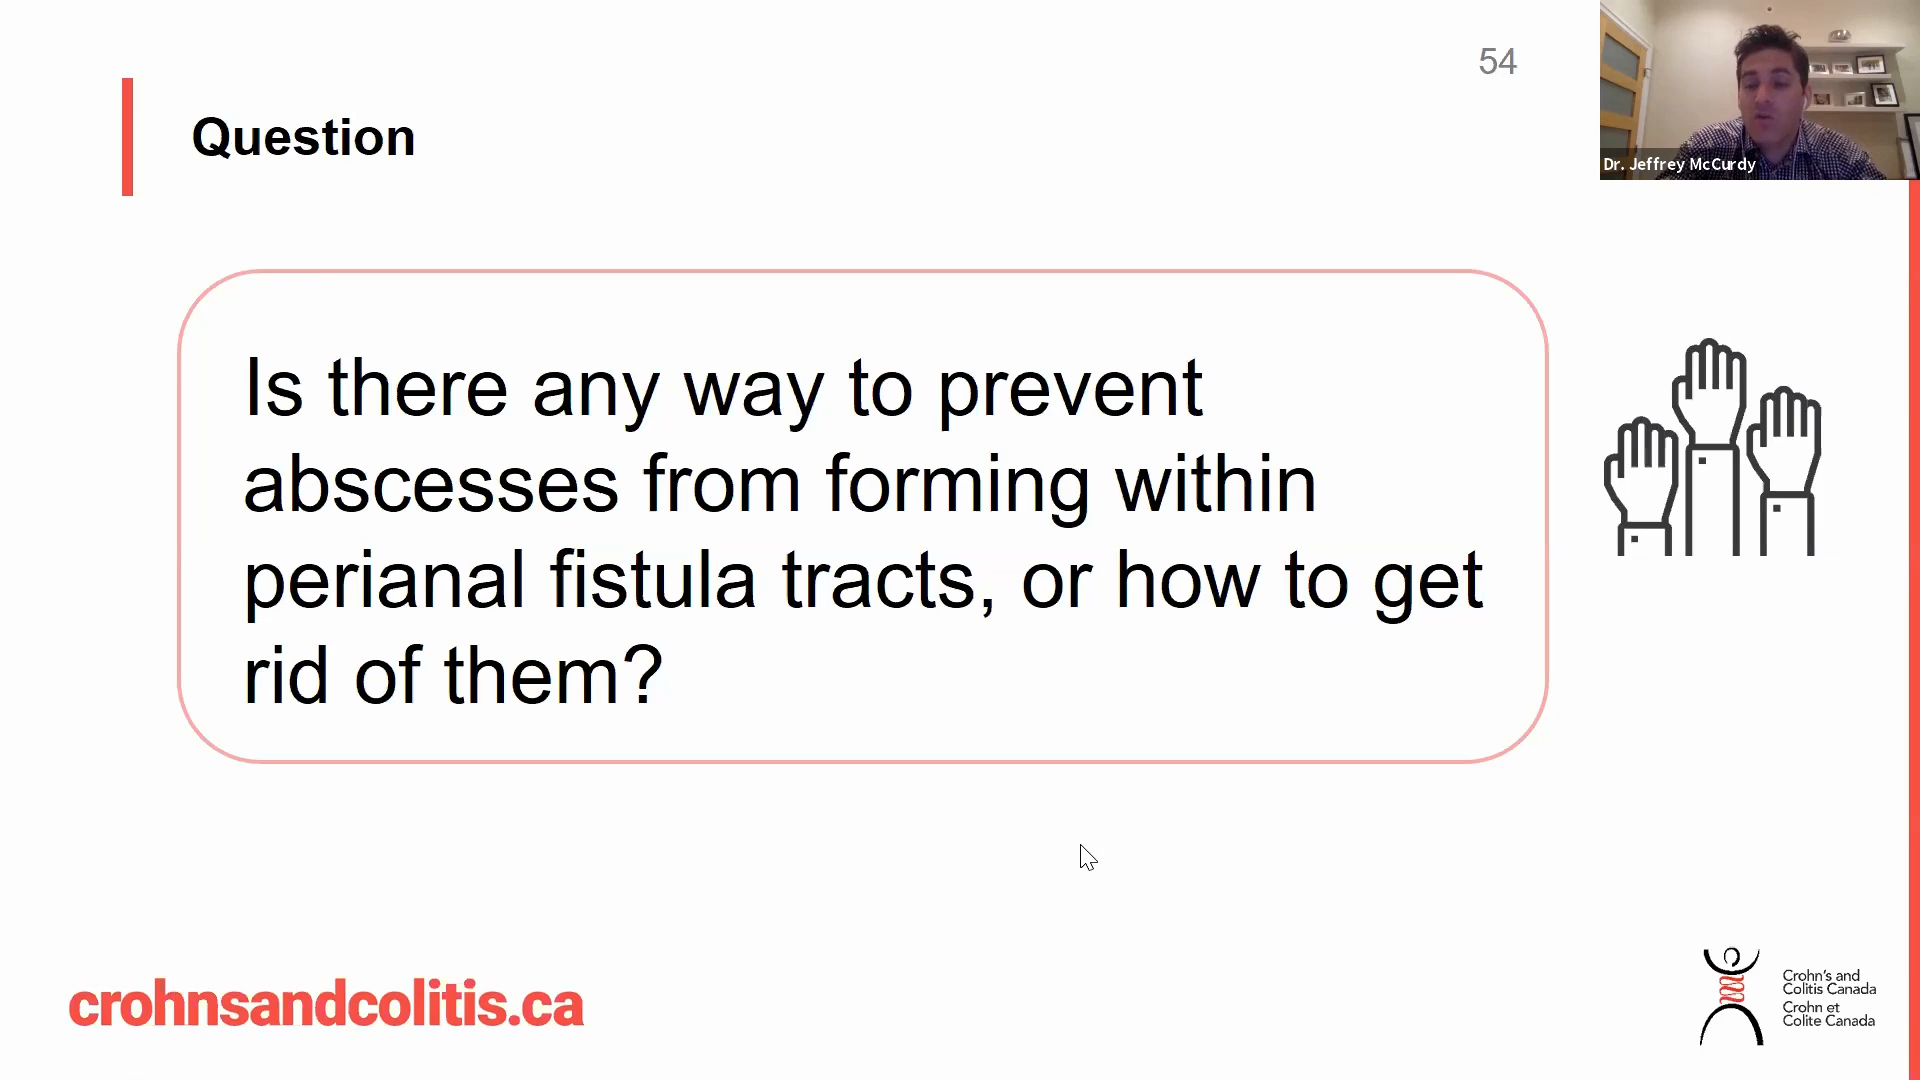 54
Question
Dr. Jeffrey McCurdy
Is there any way to prevent
abscesses from forming within
perianal fistula tracts, or how to get
rid of them?
crohnsandcolitis.ca
Crohn's and
Colitis Canada
Crohn et
Colite Canada